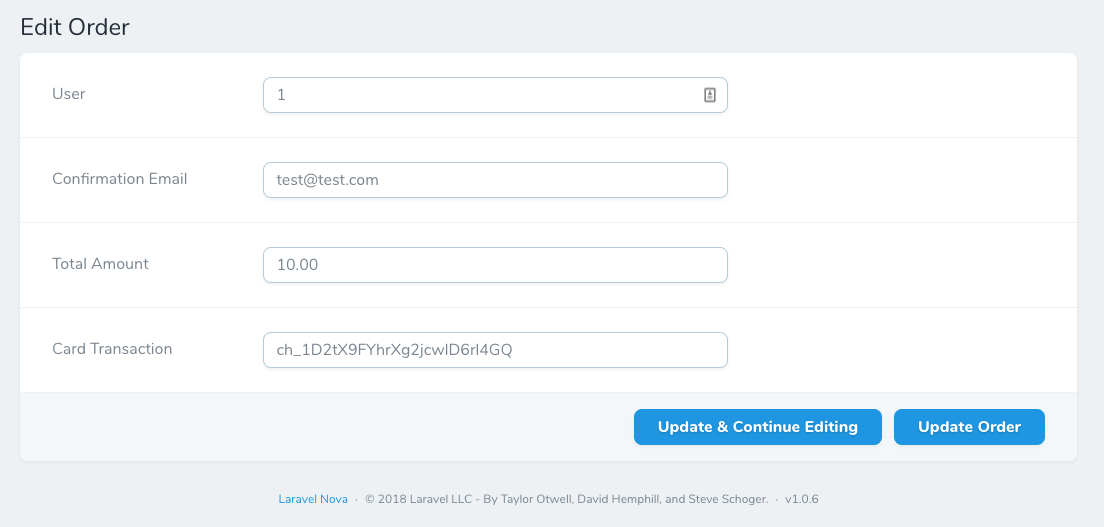 Edit Order
User 1
Confirmation Email test@test.com
Total Amount 10.00
Card Transaction ch_1D2tX9FYhrXg2jcwlD6rI4GQ
Update & Continue Editing Update Order
Laravel Nova · © 2018 Laravel LLC - By Taylor Otwell, David Hemphill, and Steve Schoger. · v1.0.6